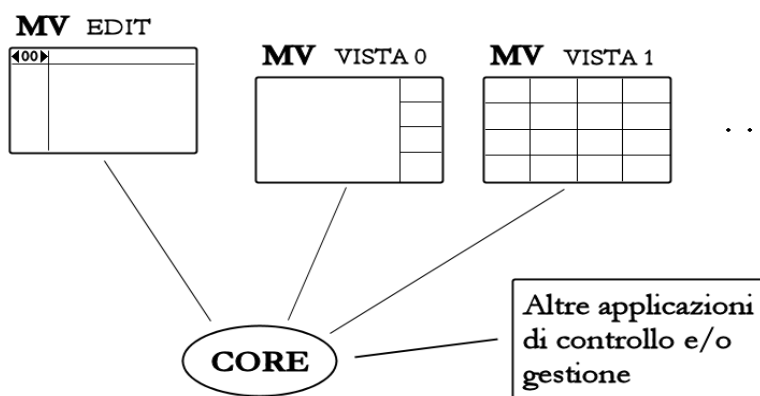 MV EDIT
MV VISTA 0
MV VISTA 1
00
. .
CORE
Altre applicazioni
di controllo e/o
gestione